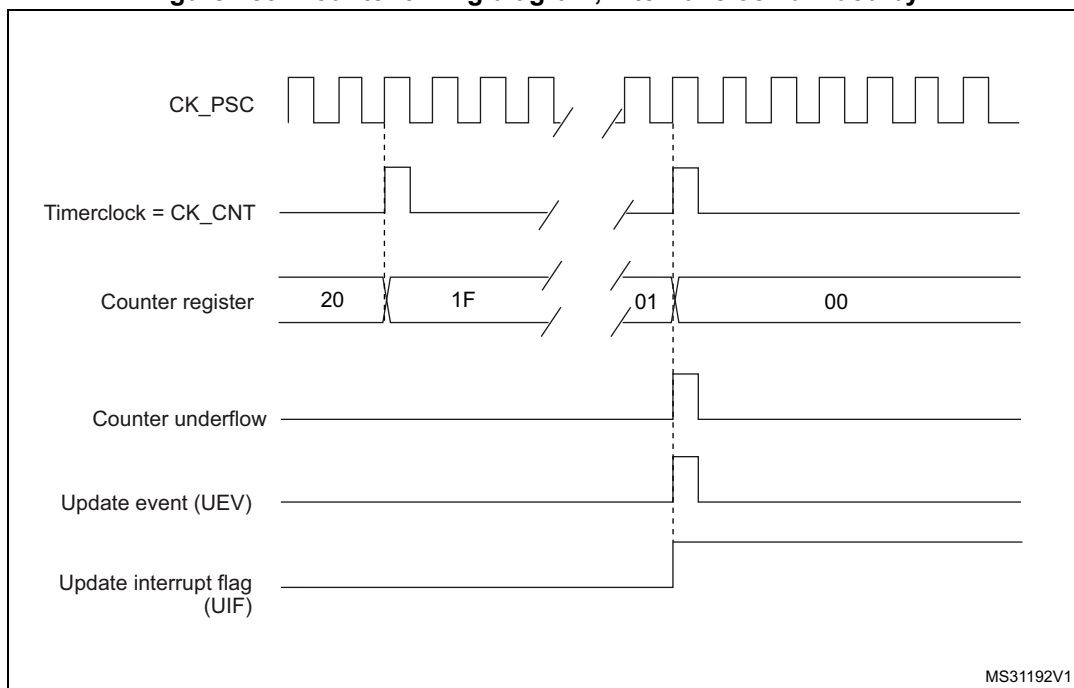 CK_PSC
Timerclock = CK_CNT
Counter register
20
1F
01
00
Counter underflow
Update event (UEV)
Update interrupt flag
(UIF)
MS31192V1